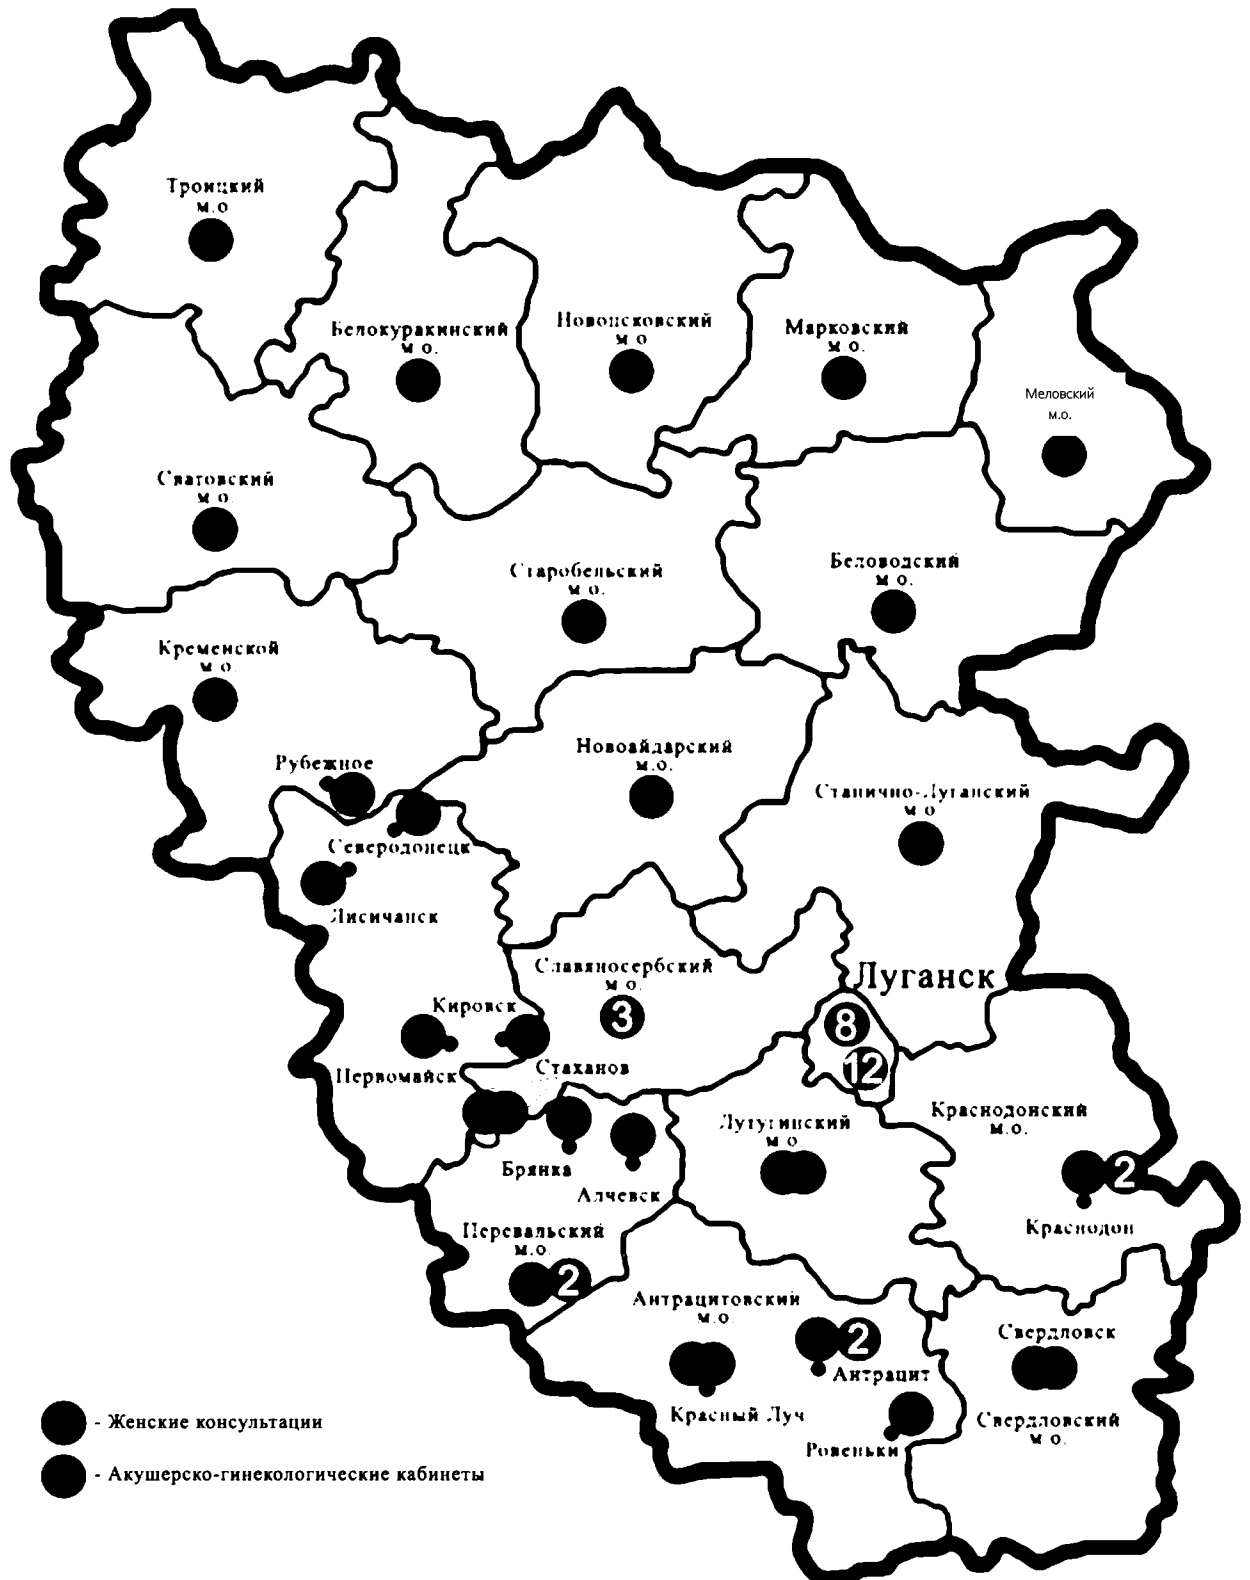 Троицкий
м.о
Белокуракинский
м.о.
Новопсковский
м о
Марковский
м.о.
Меловский
м.о.
Сватовский
м о.
Старобельский
м о.
Беловодский
м о.
Кременской
м о.
Рубежное
Северодонецк
Лисичанск
Новоайдарский
м.о.
Станично-Луганский
м о
Славяносербский
м о.
3
Луганск
8
12
Кировск
Первомайск
Стаханов
Брянка
Алчевск
Лутугинский
м о.
Краснодонский
м.о.
2
Краснодон
Перевальский
м.о.
2
Антрацитовский
м.о.
2
Антрацит
Красный Луч
Ровеньки
Свердловск
Свердловский
м о.
- Женские консультации
- Акушерско-гинекологические кабинеты